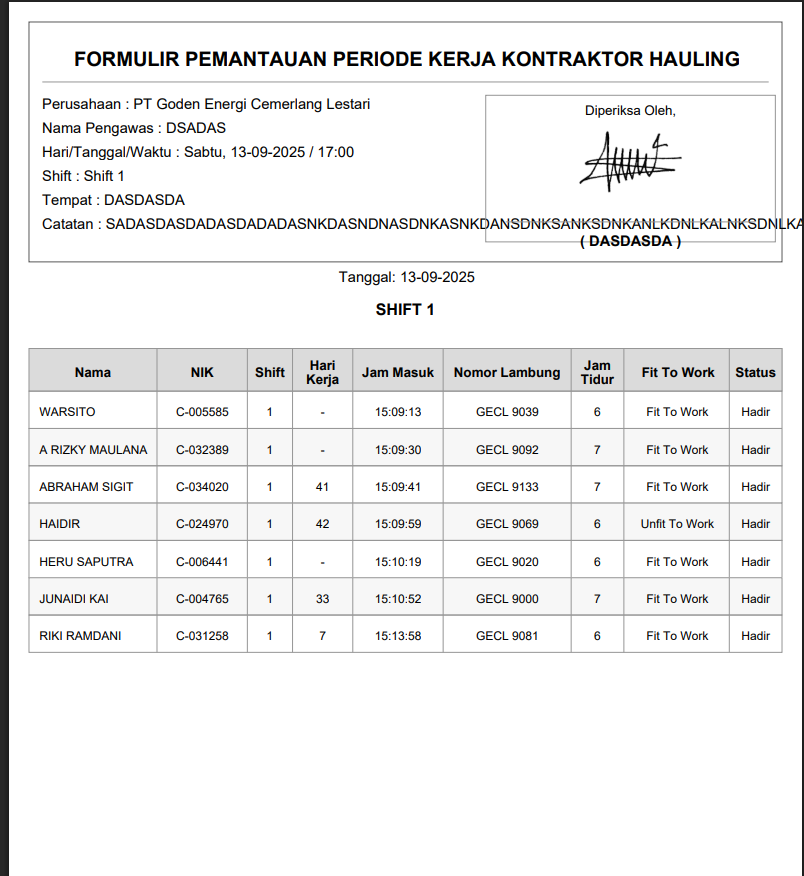 FORMULIR PEMANTAUAN PERIODE KERJA KONTRAKTOR HAULING
Perusahaan : PT Goden Energi Cemerlang Lestari
Nama Pengawas : DSADAS
Hari/Tanggal/Waktu : Sabtu, 13-09-2025 / 17:00
Shift : Shift 1
Tempat : DASDASDA
Catatan : SADASDASDADASDADADASNKDASNDNASDNKASNKDANSDNKSANKSDNKANLKDNLKALNKSDNLKA
Diperiksa Oleh,
( DASDASDA )
Tanggal: 13-09-2025
SHIFT 1
Nama NIK Shift Hari Kerja Jam Masuk Nomor Lambung Jam Tidur Fit To Work Status
WARSITO C-005585 1 - 15:09:13 GECL 9039 6 Fit To Work Hadir
A RIZKY MAULANA C-032389 1 - 15:09:30 GECL 9092 7 Fit To Work Hadir
ABRAHAM SIGIT C-034020 1 41 15:09:41 GECL 9133 7 Fit To Work Hadir
HAIDIR C-024970 1 42 15:09:59 GECL 9069 6 Unfit To Work Hadir
HERU SAPUTRA C-006441 1 - 15:10:19 GECL 9020 6 Fit To Work Hadir
JUNAIDI KAI C-004765 1 33 15:10:52 GECL 9000 7 Fit To Work Hadir
RIKI RAMDANI C-031258 1 7 15:13:58 GECL 9081 6 Fit To Work Hadir